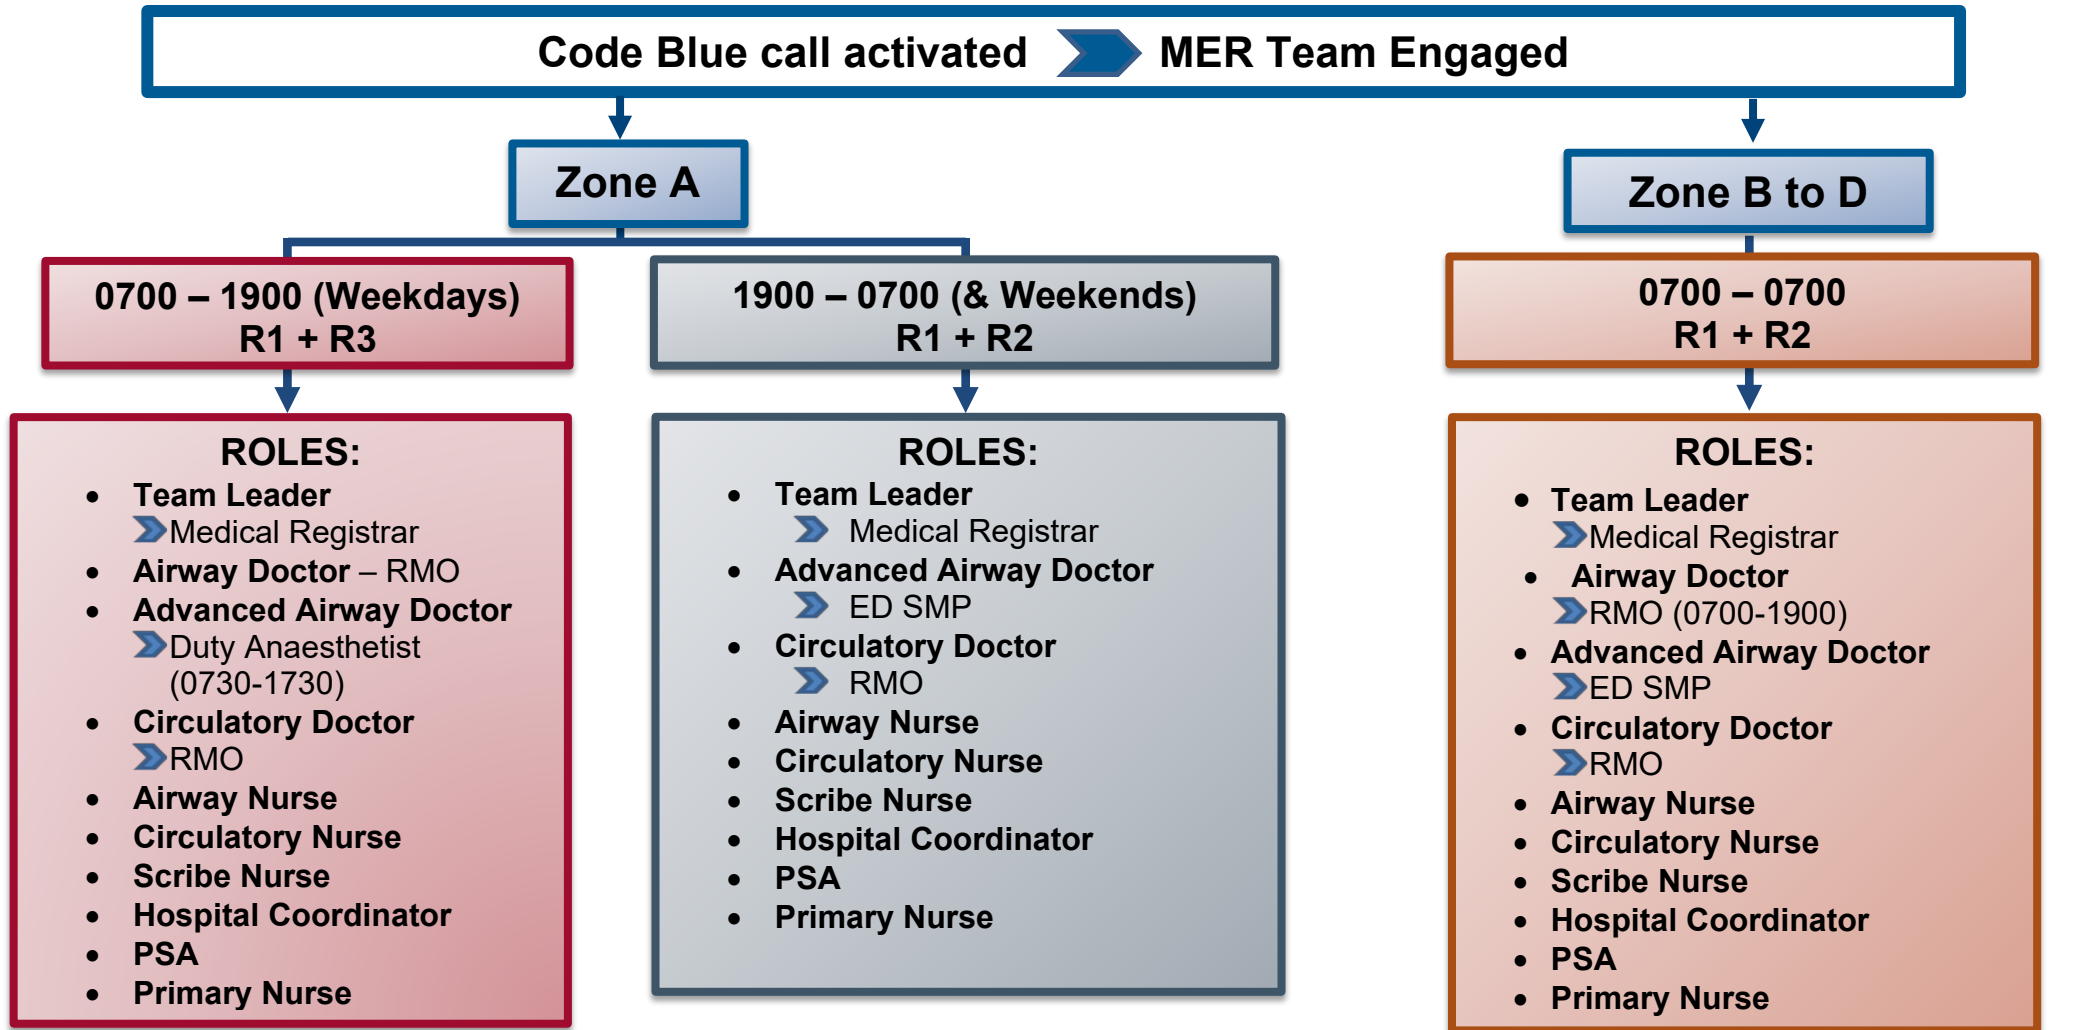 Code Blue call activated MER Team Engaged
Zone A
0700 – 1900 (Weekdays)
R1 + R3
ROLES:
• Team Leader
Medical Registrar
• Airway Doctor – RMO
• Advanced Airway Doctor
Duty Anaesthetist
(0730-1730)
• Circulatory Doctor
RMO
• Airway Nurse
• Circulatory Nurse
• Scribe Nurse
• Hospital Coordinator
• PSA
• Primary Nurse
1900 – 0700 (& Weekends)
R1 + R2
ROLES:
• Team Leader
Medical Registrar
• Advanced Airway Doctor
ED SMP
• Circulatory Doctor
RMO
• Airway Nurse
• Circulatory Nurse
• Scribe Nurse
• Hospital Coordinator
• PSA
• Primary Nurse
Zone B to D
0700 – 0700
R1 + R2
ROLES:
• Team Leader
Medical Registrar
• Airway Doctor
RMO (0700-1900)
• Advanced Airway Doctor
ED SMP
• Circulatory Doctor
RMO
• Airway Nurse
• Circulatory Nurse
• Scribe Nurse
• Hospital Coordinator
• PSA
• Primary Nurse